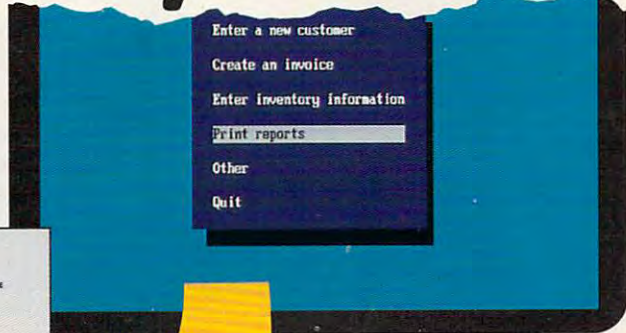 Enter a new customer
Create an invoice
Enter inventory information
Print reports
Other
Quit